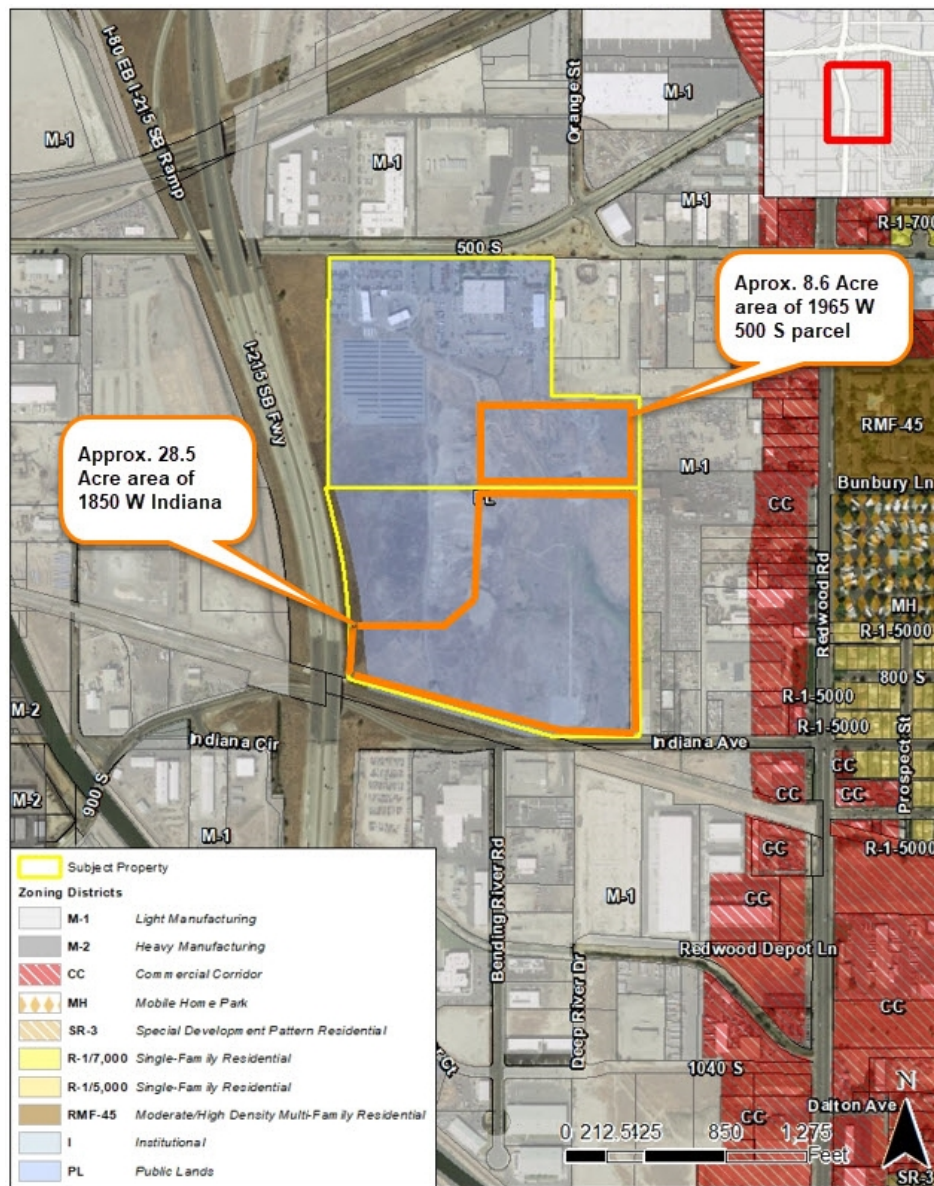 I-80 EB I-215 SB Ramp
M-1
Orange St
M-1
M-1
M-1
R-1-700
500 S
Aprox. 8.6 Acre
area of 1965 W
500 S parcel
I-215 SB Fwy
RMF-45
Approx. 28.5
Acre area of
1850 W Indiana
M-1
Bunbury Ln
CC
Redwood Rd
MH
R-1-5000
800 S
R-1-5000
R-1-5000
Prospect St
M-2
Indiana Cir
Indiana Ave
CC
CC
CC
M-2
900 S
M-1
R-1-5000
CC
Bending River Rd
M-1
CC
Redwood Depot Ln
Deep River Dr
CC
Ct
1040 S
CC
Dalton Ave
SR-3
Subject Property
Zoning Districts
M-1 Light Manufacturing
M-2 Heavy Manufacturing
CC Commercial Corridor
MH Mobile Home Park
SR-3 Special Development Pattern Residential
R-1/7,000 Single-Family Residential
R-1/5,000 Single-Family Residential
RMF-45 Moderate/High Density Multi-Family Residential
I Institutional
PL Public Lands
N
0 212.5425 850 1,275
Feet